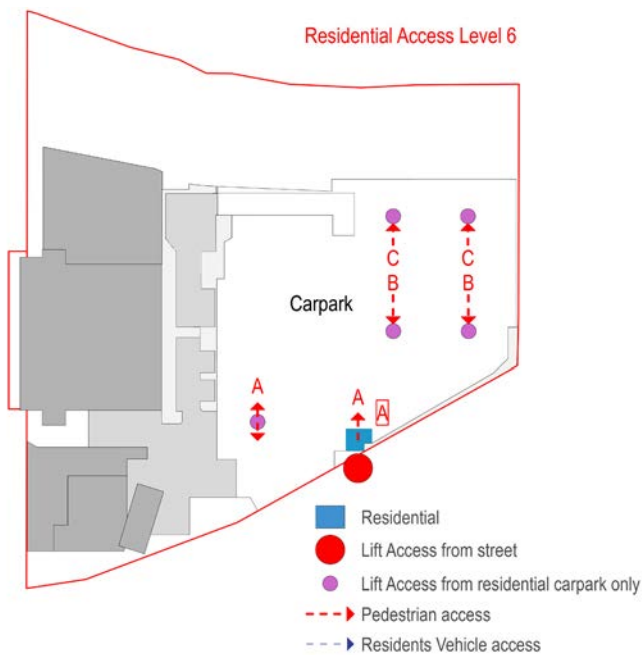 Residential Access Level 6
C C
B B
Carpark
A A A
Residential
Lift Access from street
Lift Access from residential carpark only
Pedestrian access
Residents Vehicle access